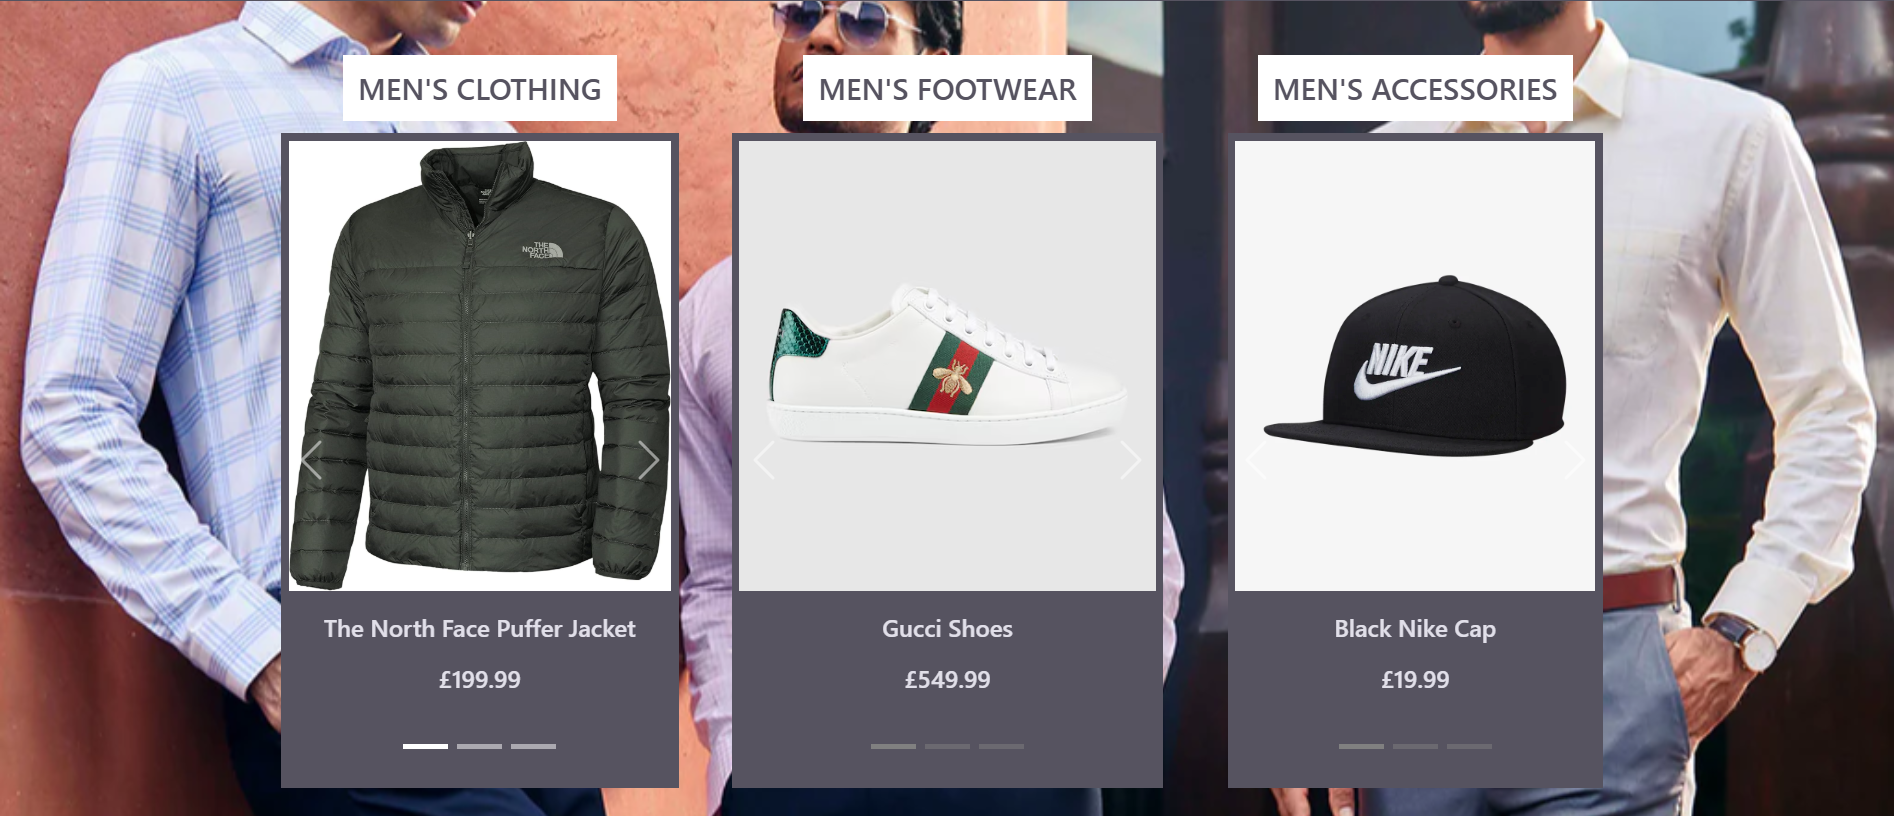 MEN'S CLOTHING
THE
NORTH
FACE
The North Face Puffer Jacket
£199.99
MEN'S FOOTWEAR
Gucci Shoes
£549.99
MEN'S ACCESSORIES
NIKE
Black Nike Cap
£19.99